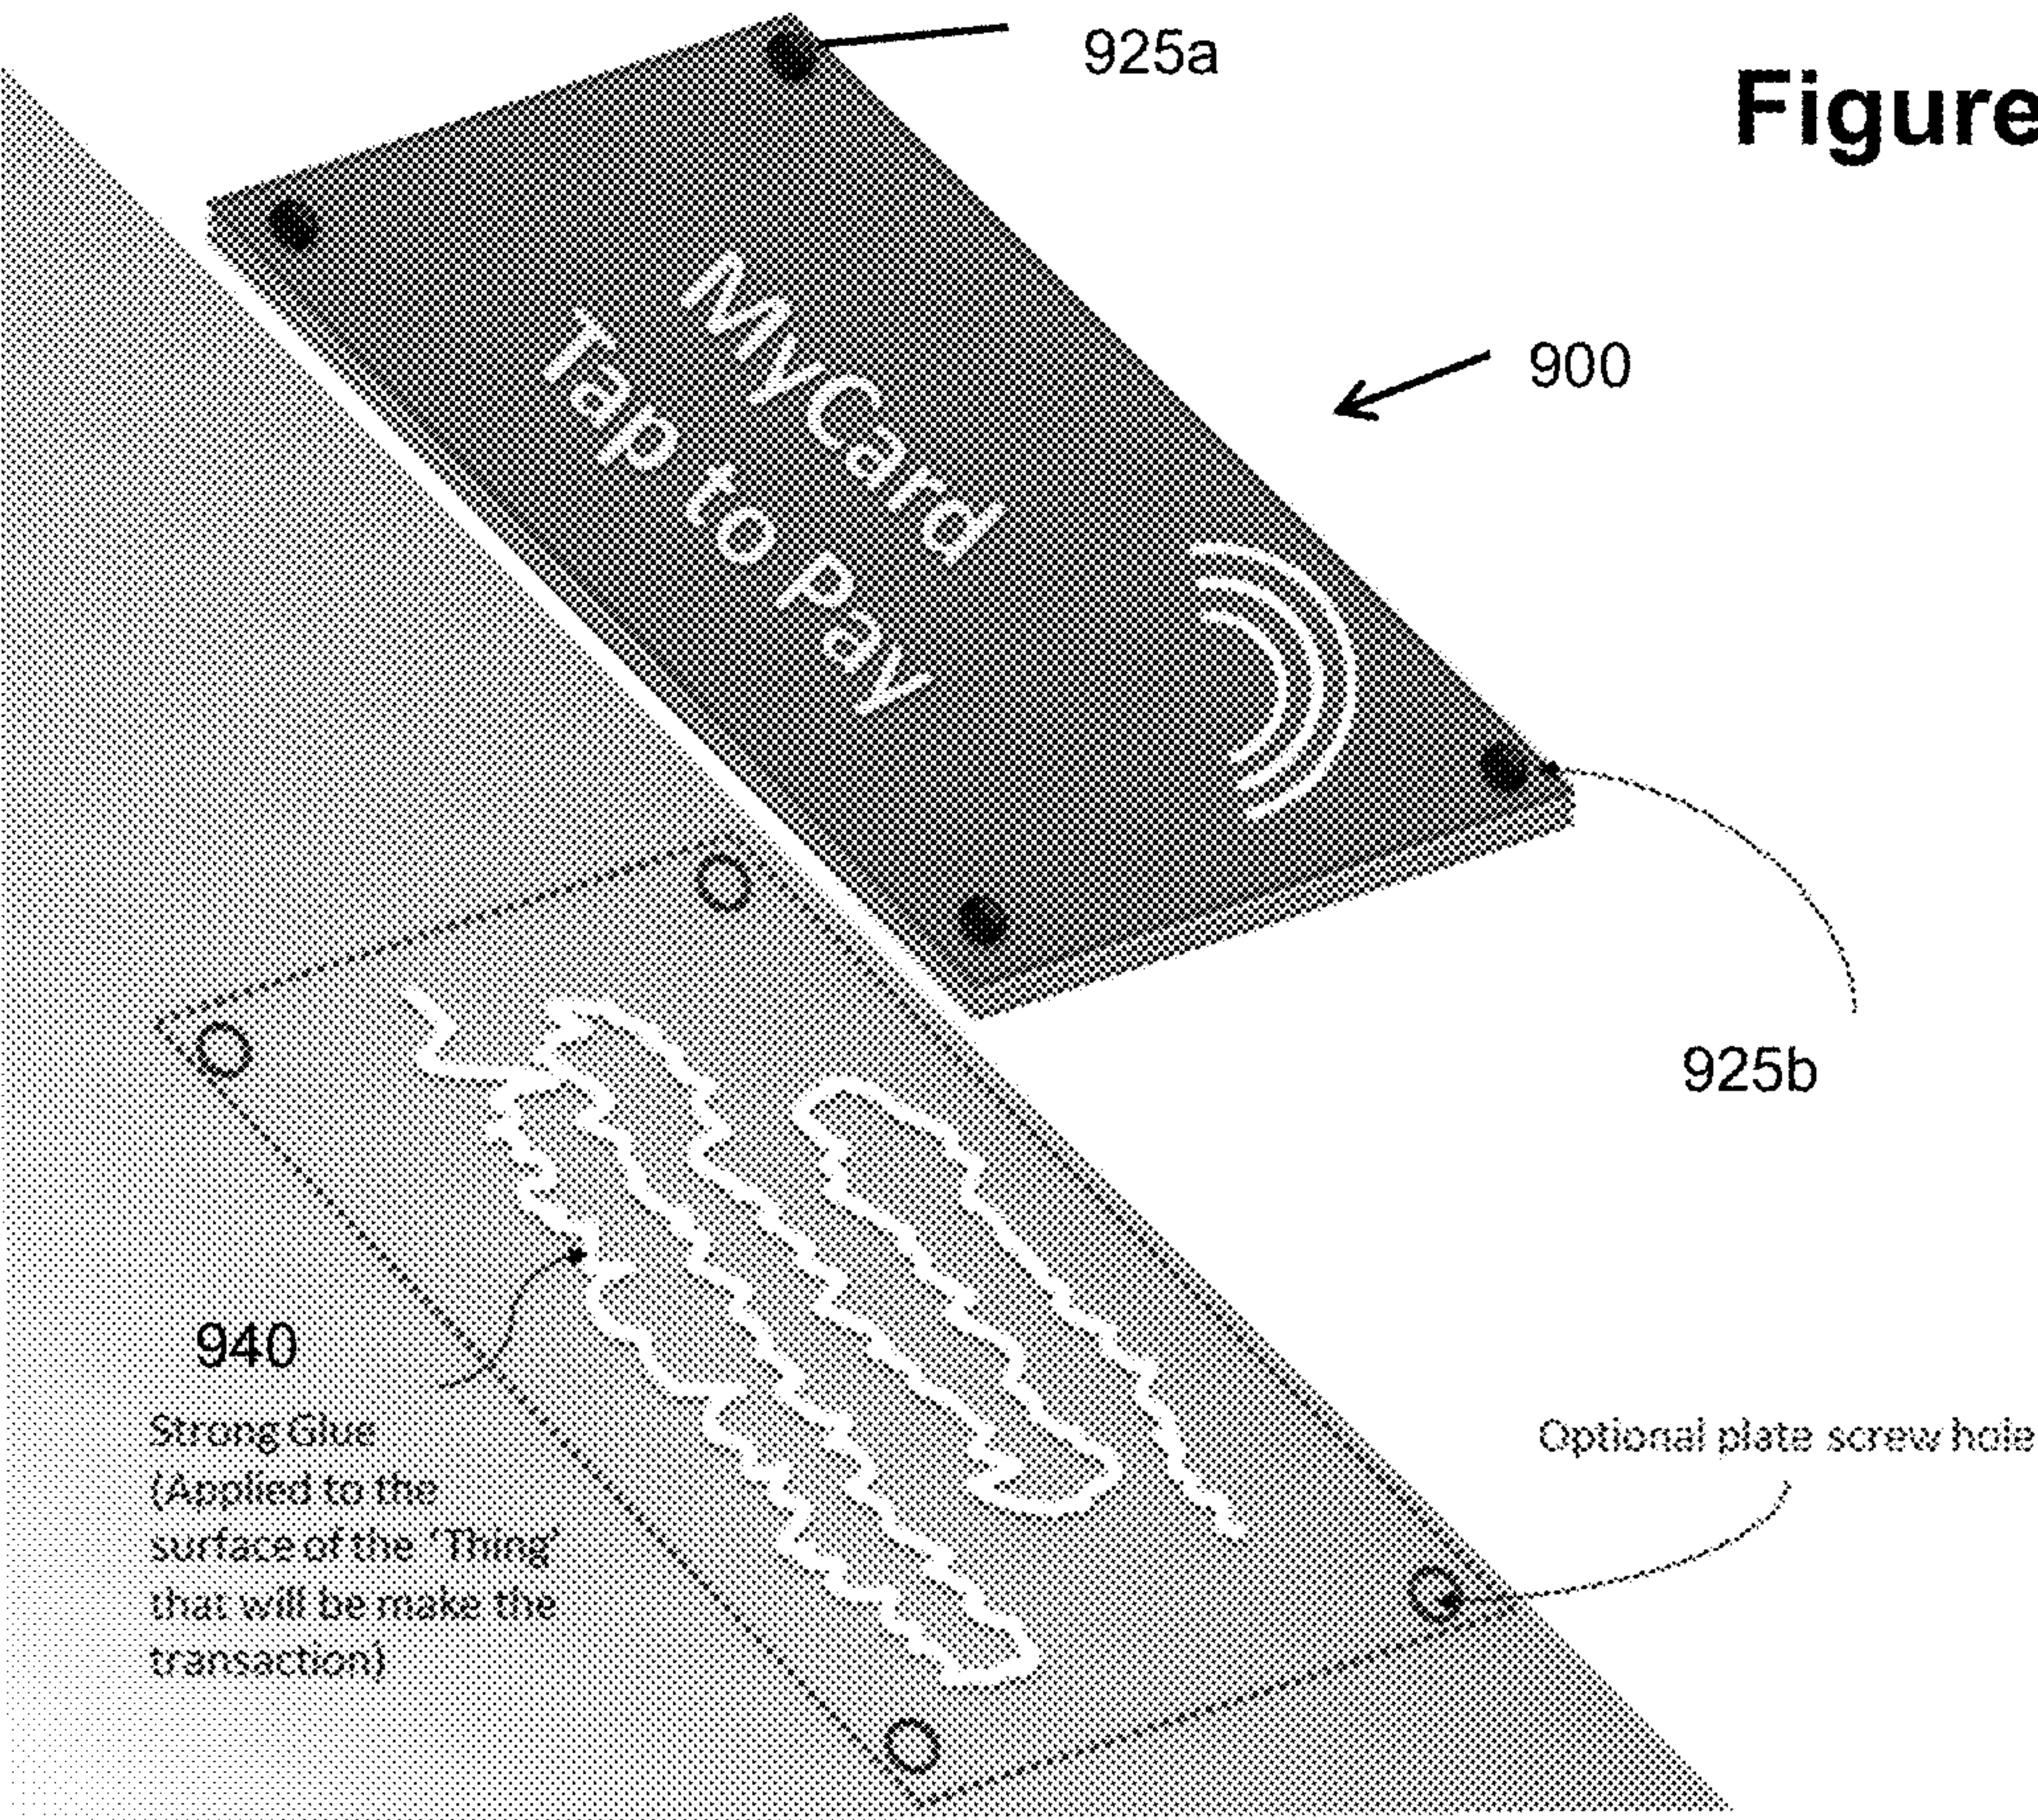 925a
Figure
MyCard
Tap to Pay
900
925b
940
Strong Glue
(Applied to the
surface of the 'Thing'
that will be make the
transaction)
Optional plate screw hole